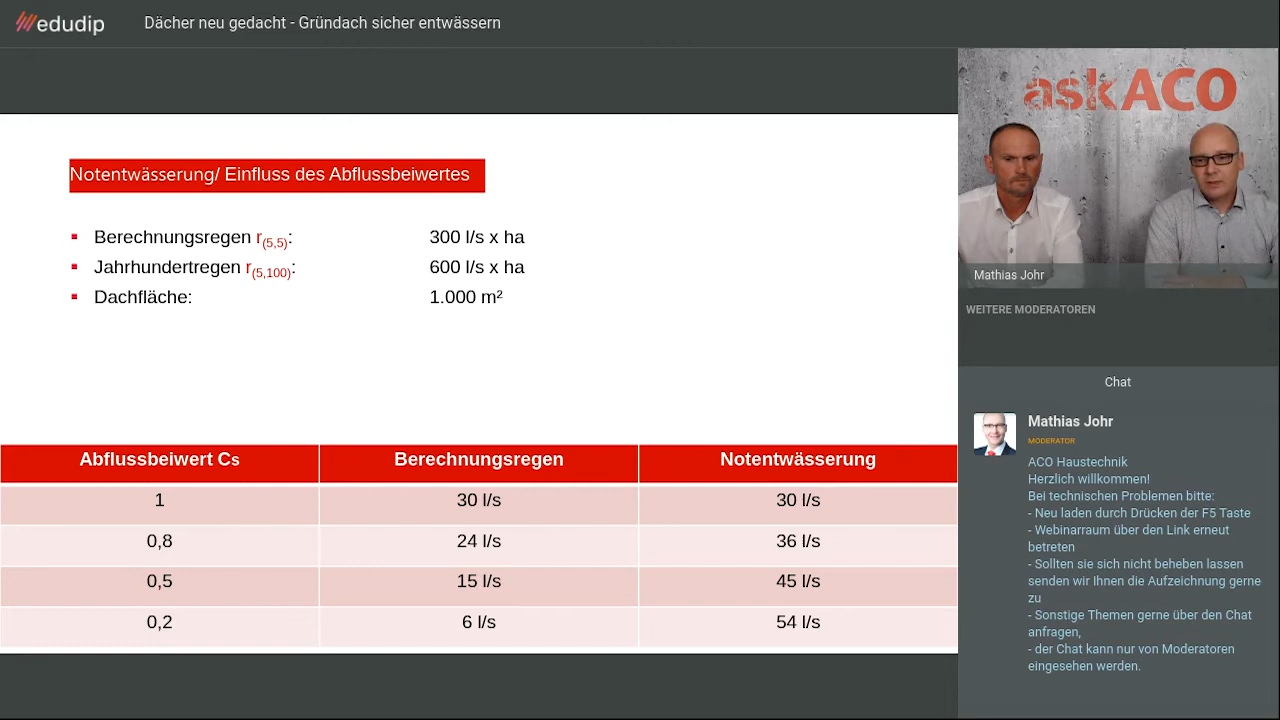 edudip
Dächer neu gedacht - Gründach sicher entwässern
askACO
Notentwässerung/ Einfluss des Abflussbeiwertes
▪ Berechnungsregen r(5,5): 300 l/s x ha
▪ Jahrhundertregen r(5,100): 600 l/s x ha
▪ Dachfläche: 1.000 m²
Abflussbeiwert Cs Berechnungsregen Notentwässerung
1 30 l/s 30 l/s
0,8 24 l/s 36 l/s
0,5 15 l/s 45 l/s
0,2 6 l/s 54 l/s
Mathias Johr
WEITERE MODERATOREN
Chat
Mathias Johr
MODERATOR
ACO Haustechnik
Herzlich willkommen!
Bei technischen Problemen bitte:
- Neu laden durch Drücken der F5 Taste
- Webinarraum über den Link erneut
betreten
- Sollten sie sich nicht beheben lassen
senden wir Ihnen die Aufzeichnung gerne
zu
- Sonstige Themen gerne über den Chat
anfragen,
- der Chat kann nur von Moderatoren
eingesehen werden.